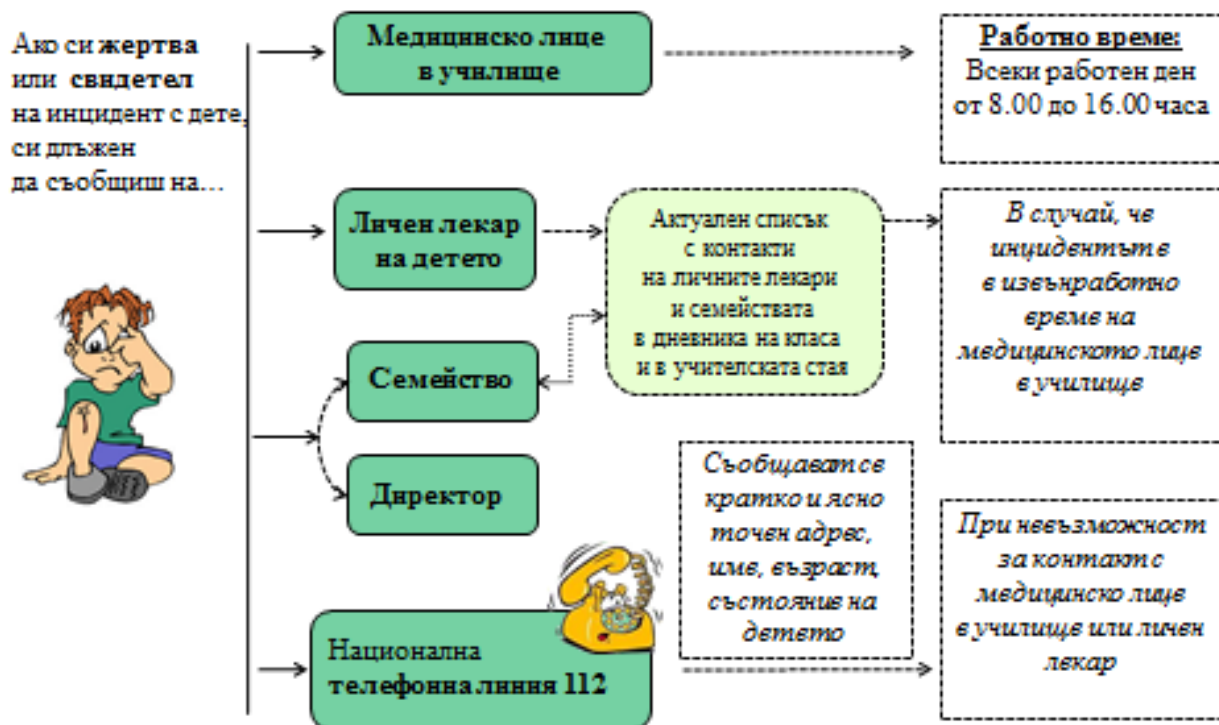 Ако си жертва
или свидетел
на инцидент с дете,
си длъжен
да съобщиш на...
Медицинско лице
в училище
Работно време:
Всеки работен ден
от 8.00 до 16.00 часа
Личен лекар
на детето
Актуален списък
с контакти
на личните лекари
и семействата
в дневника на класа
и в учителската стая
В случай, че
инцидентът е
в извънработно
време на
медицинското лице
в училище
Семейство
Директор
Съобщават се
кратко и ясно
точен адрес,
име, възраст,
състояние на
детето
При невъзможност
за контакт с
медицинско лице
в училище или личен
лекар
Национална
телефонна линия 112